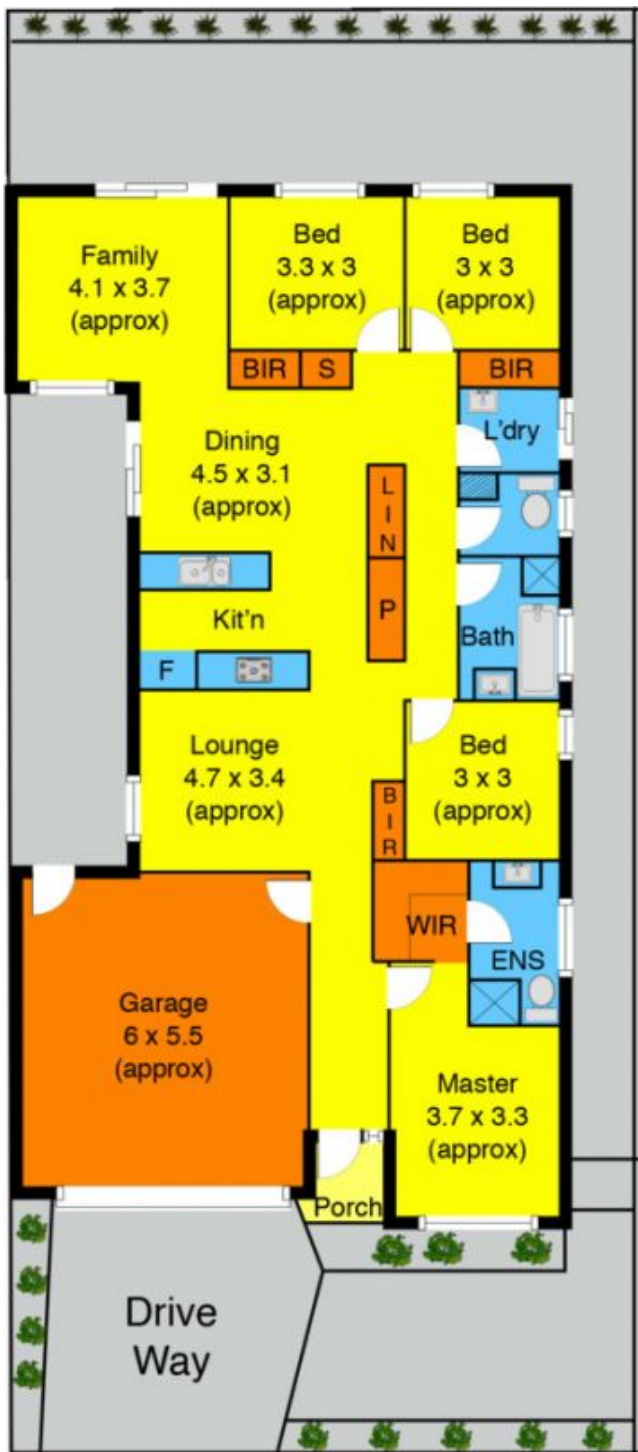 Family
4.1 x 3.7
(approx)
Bed
3.3 x 3
(approx)
Bed
3 x 3
(approx)
BIR
S
BIR
L'dry
Dining
4.5 x 3.1
(approx)
LIN
P
Kit'n
F
Bath
Lounge
4.7 x 3.4
(approx)
Bed
3 x 3
(approx)
BIR
WIR
ENS
Garage
6 x 5.5
(approx)
Master
3.7 x 3.3
(approx)
Porch
Drive
Way